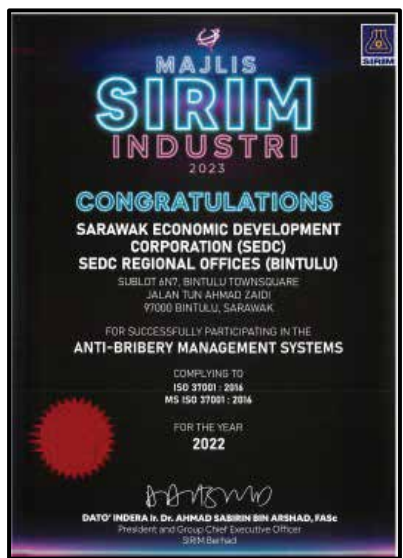 SIRIM
MAJLIS
SIRIM
INDUSTRI
2023
CONGRATULATIONS
SARAWAK ECONOMIC DEVELOPMENT
CORPORATION (SEDC)
SEDC REGIONAL OFFICES (BINTULU)
SUBLOT 6N7, BINTULU TOWNSQUARE
JALAN TUN AHMAD ZAIDI
97000 BINTULU, SARAWAK
FOR SUCCESSFULLY PARTICIPATING IN THE
ANTI-BRIBERY MANAGEMENT SYSTEMS
COMPLYING TO
ISO 37001 : 2016
MS ISO 37001 : 2016
FOR THE YEAR
2022
DATO' INDERA Ir. Dr. AHMAD SABIRIN BIN ARSHAD, FASc
President and Group Chief Executive Officer
SIRIM Berhad